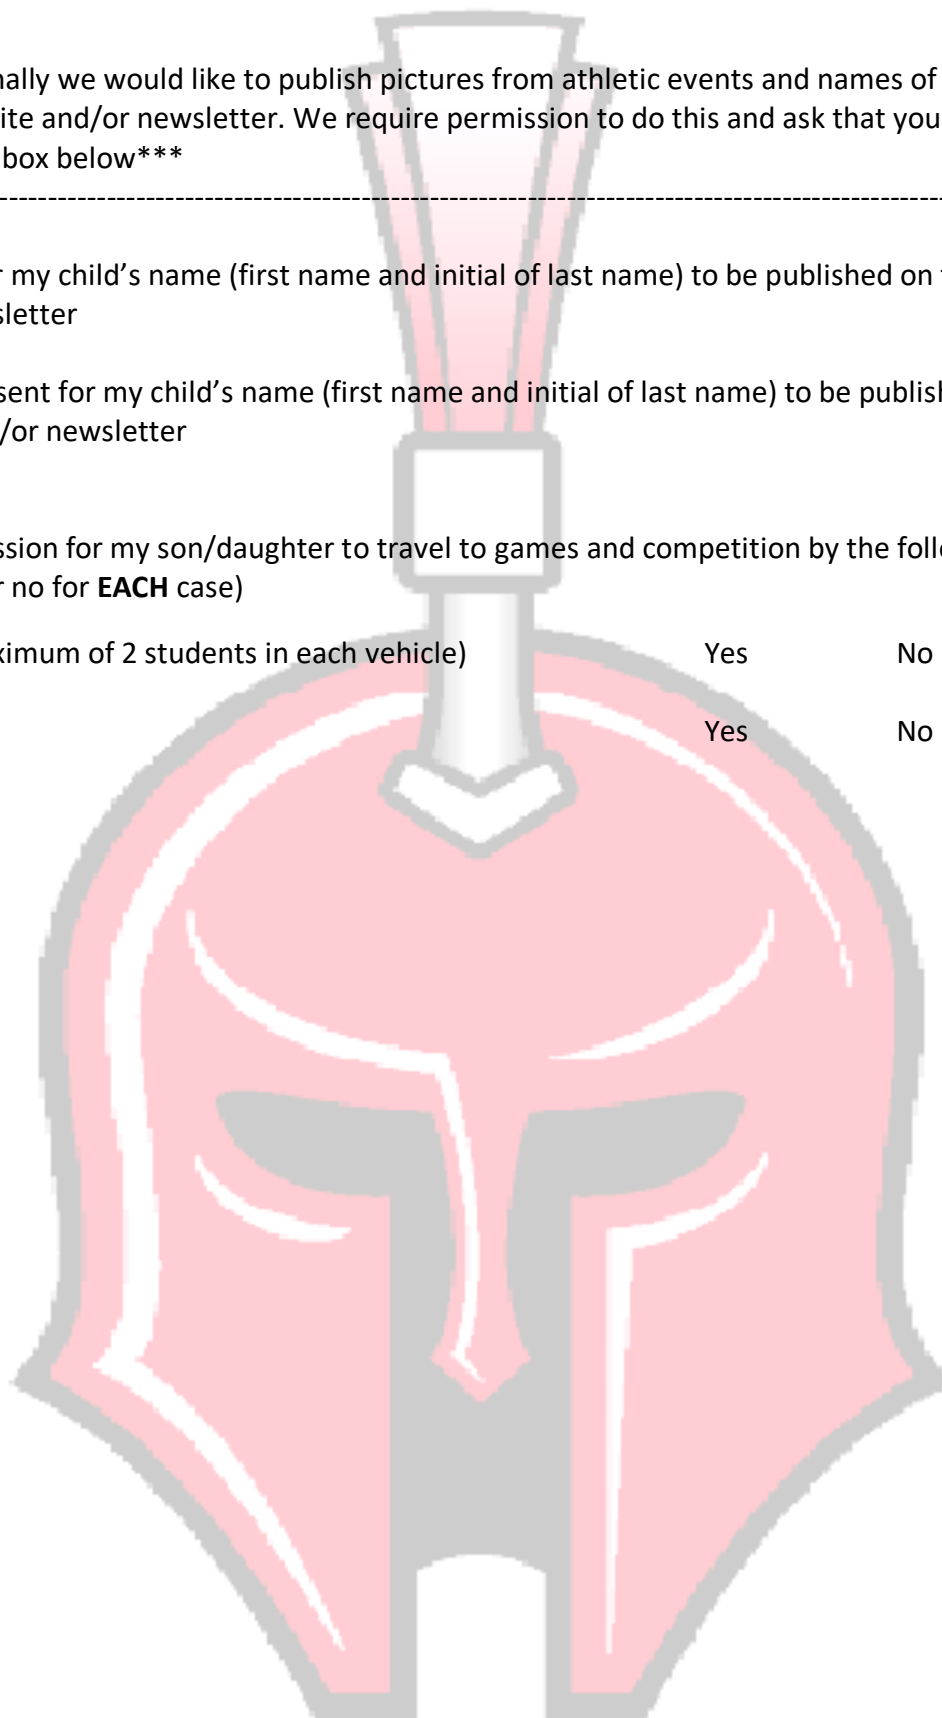 nally we would like to publish pictures from athletic events and names of
ite and/or newsletter. We require permission to do this and ask that you
box below***
--------------------------------------------------------------------------------------------------
r my child’s name (first name and initial of last name) to be published on t
sletter
sent for my child’s name (first name and initial of last name) to be publish
/or newsletter
ssion for my son/daughter to travel to games and competition by the follo
r no for EACH case)
ximum of 2 students in each vehicle) Yes No
Yes No